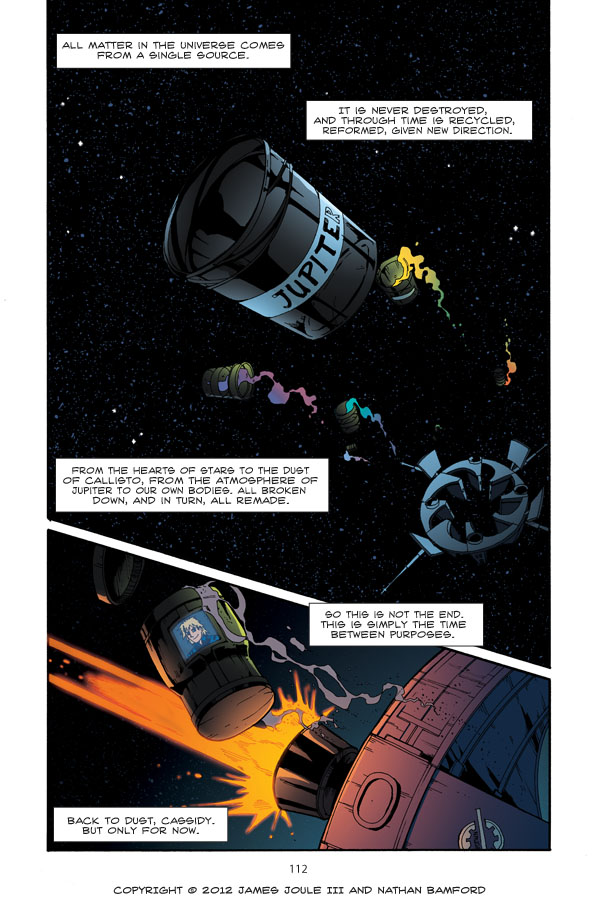 ALL MATTER IN THE UNIVERSE COMES
FROM A SINGLE SOURCE.
IT IS NEVER DESTROYED,
AND THROUGH TIME IS RECYCLED,
REFORMED, GIVEN NEW DIRECTION.
JUPITER
FROM THE HEARTS OF STARS TO THE DUST
OF CALLISTO, FROM THE ATMOSPHERE OF
JUPITER TO OUR OWN BODIES. ALL BROKEN
DOWN, AND IN TURN, ALL REMADE.
SO THIS IS NOT THE END.
THIS IS SIMPLY THE TIME
BETWEEN PURPOSES.
BACK TO DUST, CASSIDY.
BUT ONLY FOR NOW.
112
COPYRIGHT © 2012 JAMES JOULE III AND NATHAN BAMFORD